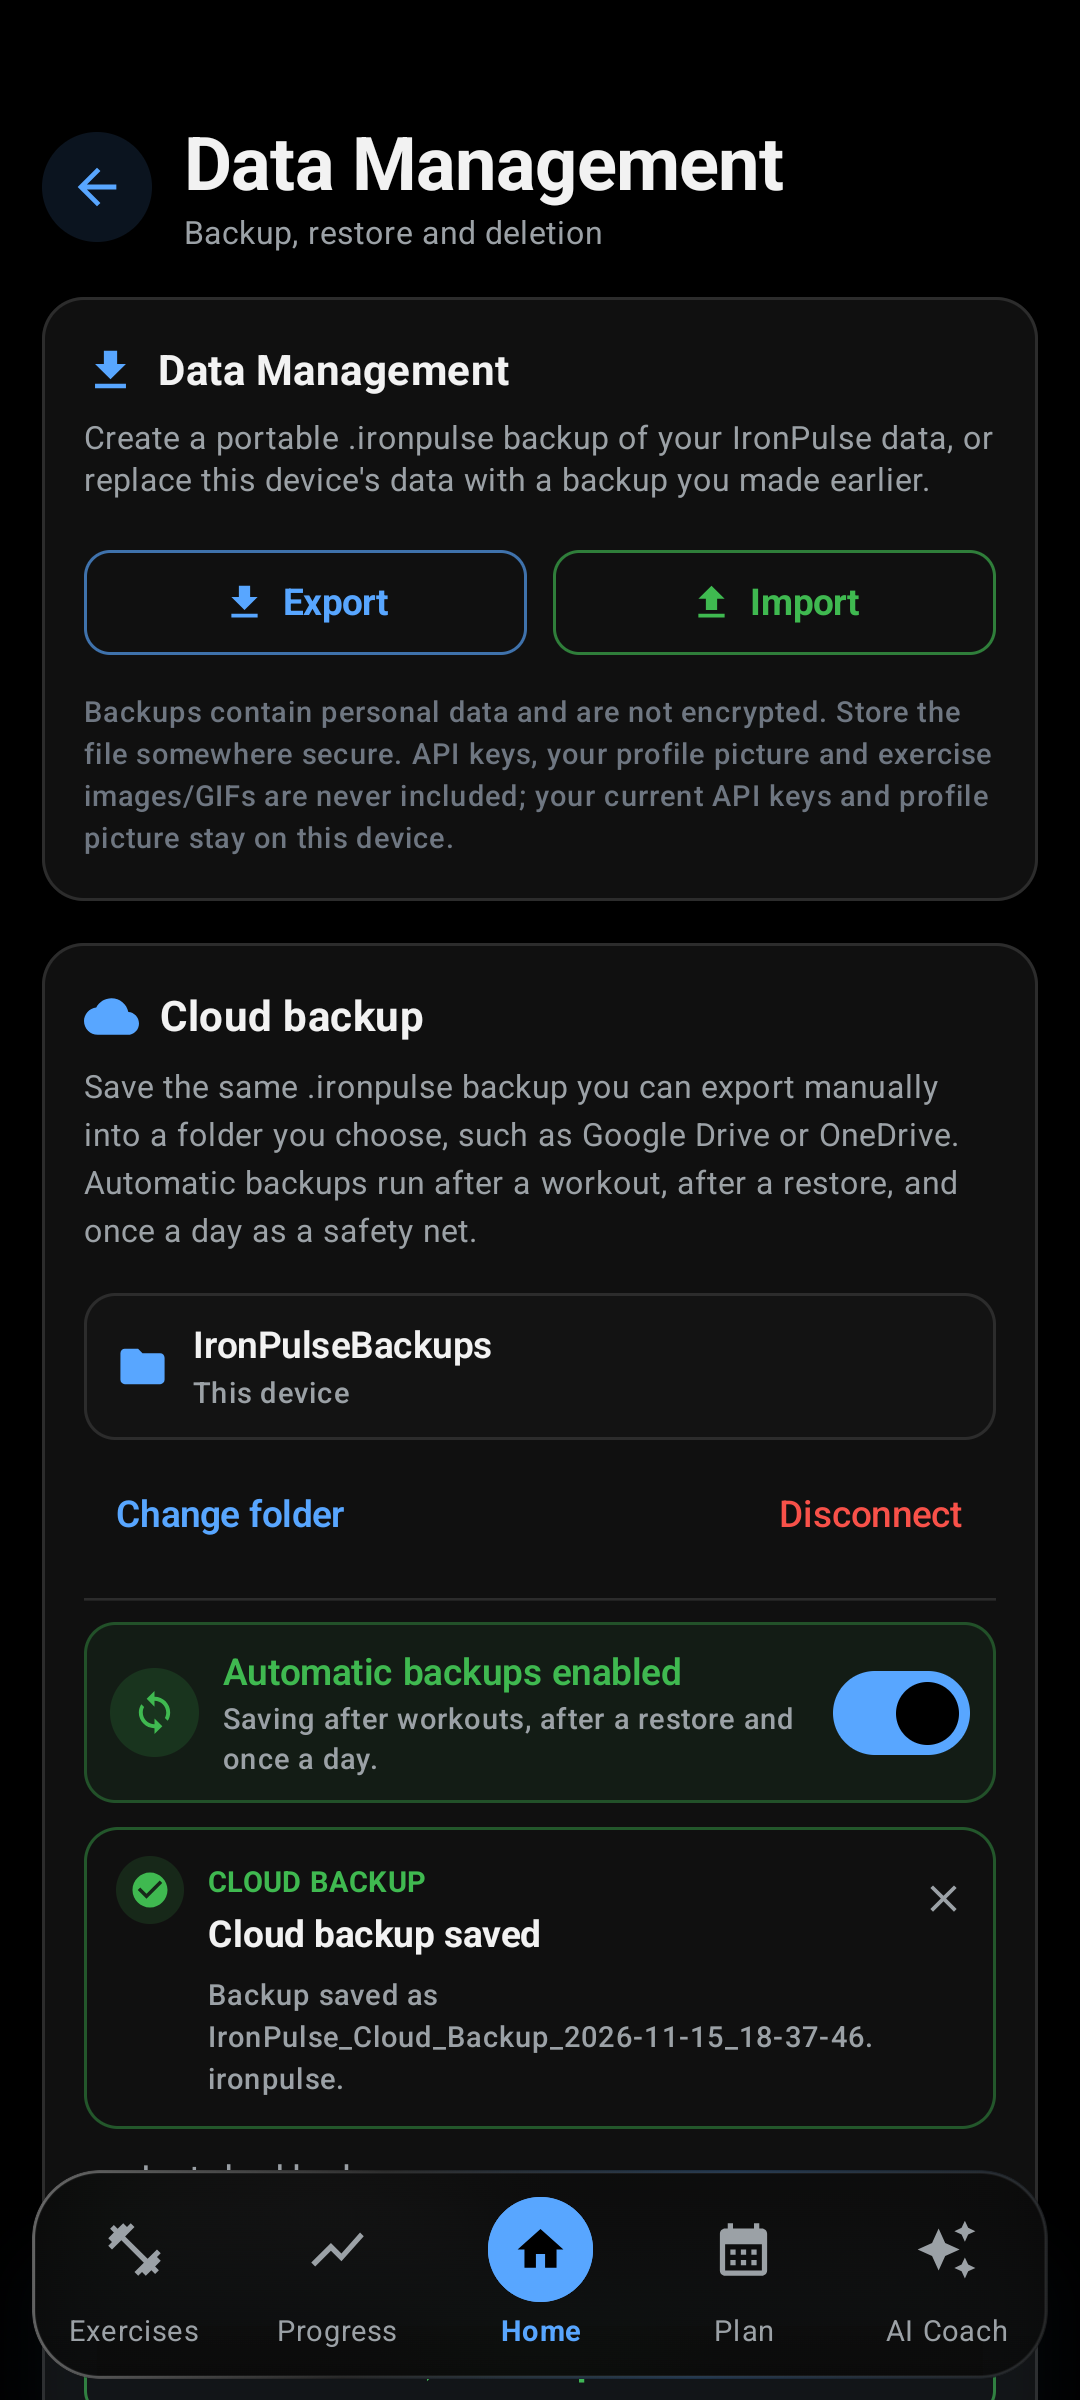 Data Management
Backup, restore and deletion
Data Management
Create a portable .ironpulse backup of your IronPulse data, or
replace this device's data with a backup you made earlier.
Export
Import
Backups contain personal data and are not encrypted. Store the
file somewhere secure. API keys, your profile picture and exercise
images/GIFs are never included; your current API keys and profile
picture stay on this device.
Cloud backup
Save the same .ironpulse backup you can export manually
into a folder you choose, such as Google Drive or OneDrive.
Automatic backups run after a workout, after a restore, and
once a day as a safety net.
IronPulseBackups
This device
Change folder
Disconnect
Automatic backups enabled
Saving after workouts, after a restore and
once a day.
CLOUD BACKUP
Cloud backup saved
Backup saved as
IronPulse_Cloud_Backup_2026-11-15_18-37-46.
ironpulse.
Exercises
Progress
Home
Plan
AI Coach